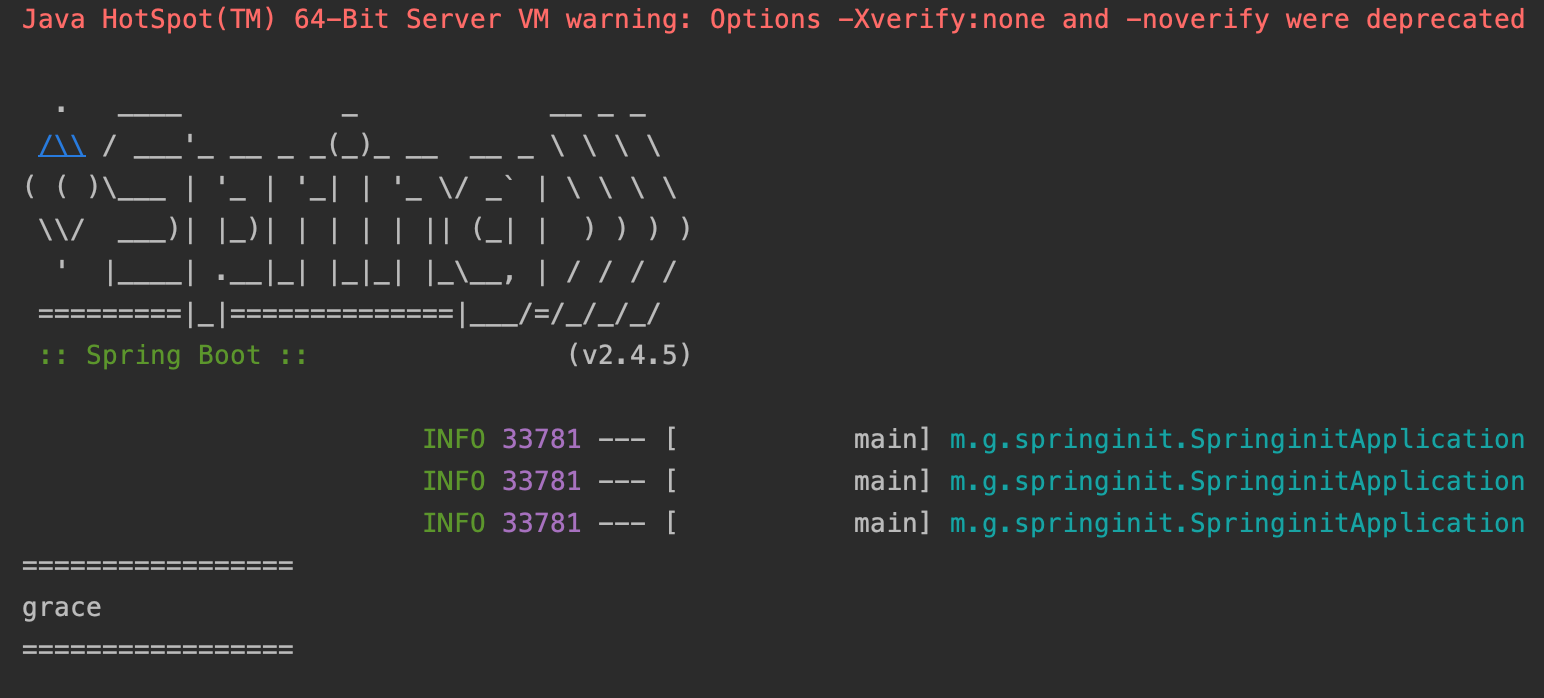 Java HotSpot(TM) 64-Bit Server VM warning: Options -Xverify:none and -noverify were deprecated
  .   ____          _            __ _ _
 /\\ / ___'_ __ _ _(_)_ __  __ _ \ \ \ \
( ( )\___ | '_ | '_| | '_ \/ _` | \ \ \ \
 \\/  ___)| |_)| | | | | || (_| |  ) ) ) )
  '  |____| .__|_| |_|_| |_\__, | / / / /
 =========|_|==============|___/=/_/_/_/
 :: Spring Boot ::                (v2.4.5)
INFO 33781 --- [           main] m.g.springinit.SpringinitApplication
INFO 33781 --- [           main] m.g.springinit.SpringinitApplication
INFO 33781 --- [           main] m.g.springinit.SpringinitApplication
=================
grace
=================